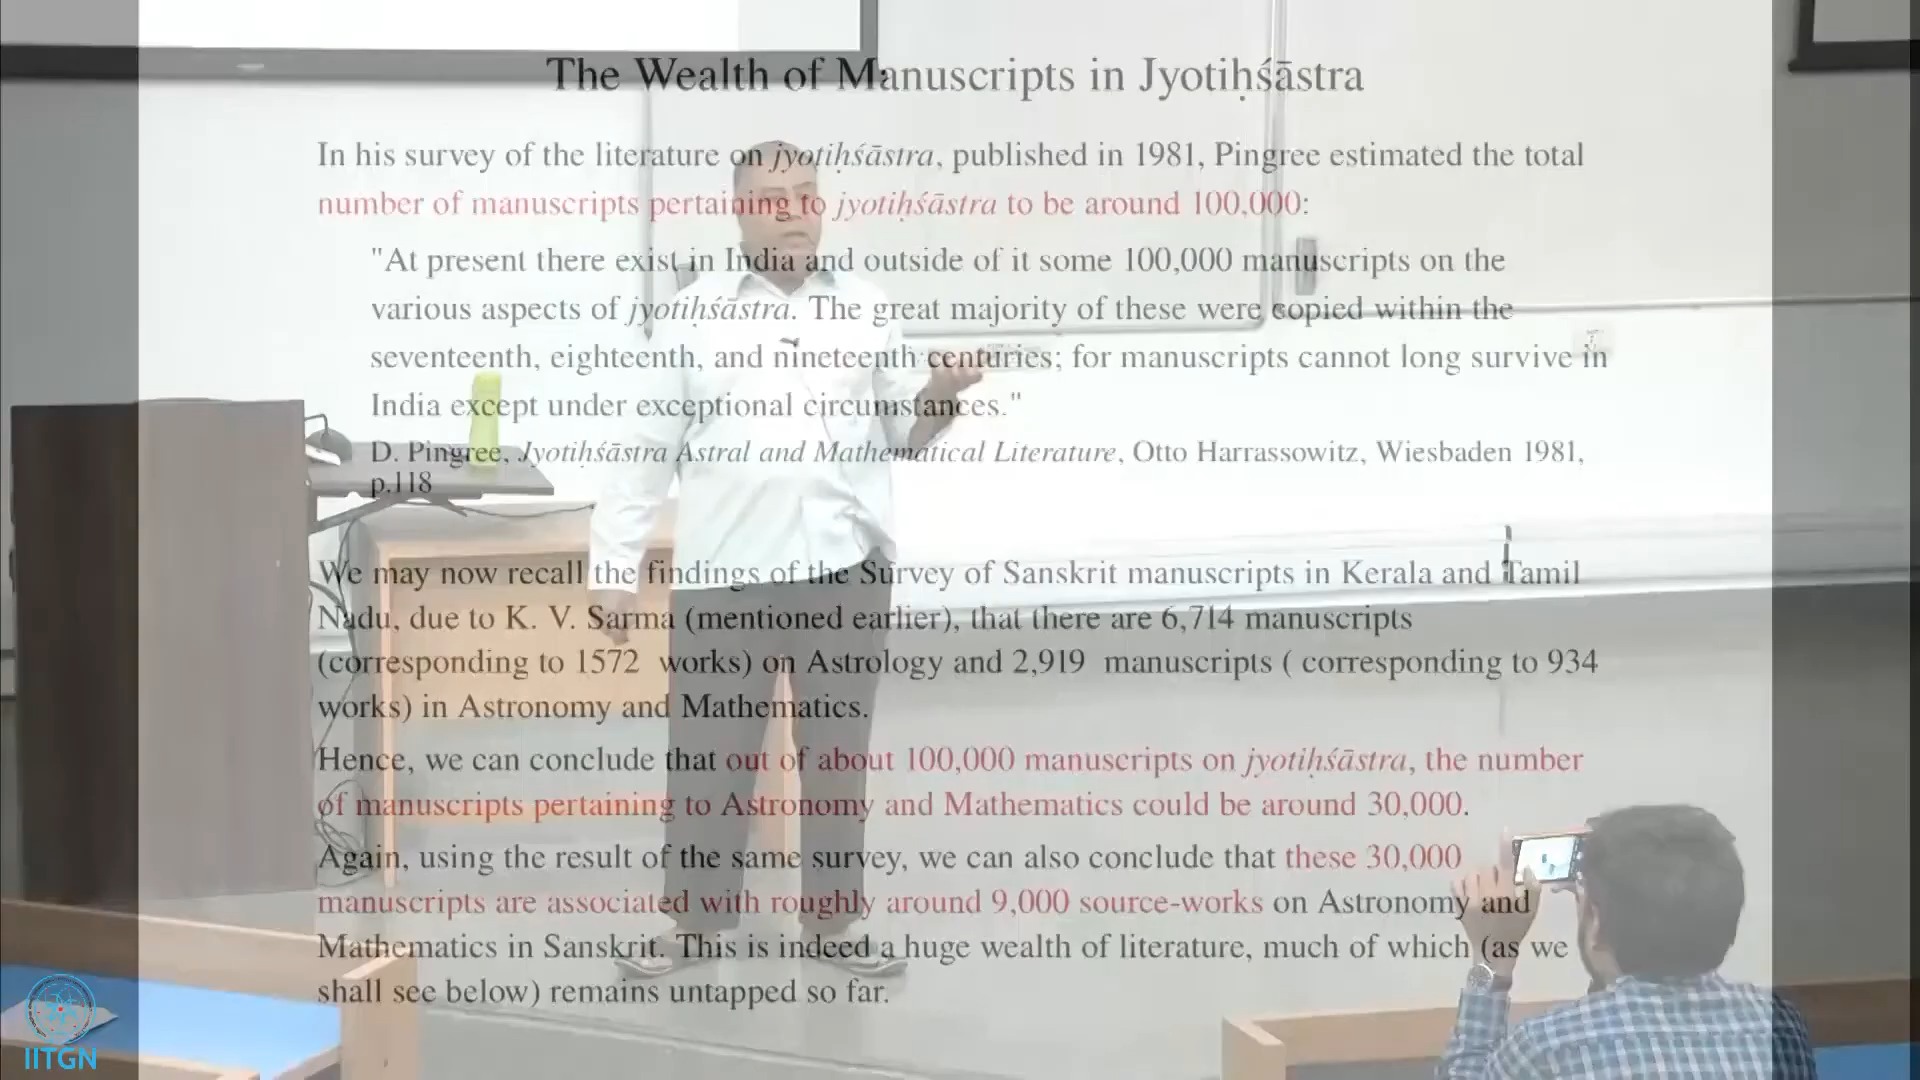 The Wealth of Manuscripts in Jyotiḥśāstra
In his survey of the literature on jyotiḥśāstra, published in 1981, Pingree estimated the total
number of manuscripts pertaining to jyotiḥśāstra to be around 100,000:
"At present there exist in India and outside of it some 100,000 manuscripts on the
various aspects of jyotiḥśāstra. The great majority of these were copied within the
seventeenth, eighteenth, and nineteenth centuries; for manuscripts cannot long survive in
India except under exceptional circumstances."
D. Pingree, Jyotiḥśāstra Astral and Mathematical Literature, Otto Harrassowitz, Wiesbaden 1981,
p.118
We may now recall the findings of the Survey of Sanskrit manuscripts in Kerala and Tamil
Nadu, due to K. V. Sarma (mentioned earlier), that there are 6,714 manuscripts
(corresponding to 1572 works) on Astrology and 2,919 manuscripts ( corresponding to 934
works) in Astronomy and Mathematics.
Hence, we can conclude that out of about 100,000 manuscripts on jyotiḥśāstra, the number
of manuscripts pertaining to Astronomy and Mathematics could be around 30,000.
Again, using the result of the same survey, we can also conclude that these 30,000
manuscripts are associated with roughly around 9,000 source-works on Astronomy and
Mathematics in Sanskrit. This is indeed a huge wealth of literature, much of which (as we
shall see below) remains untapped so far.
IITGN